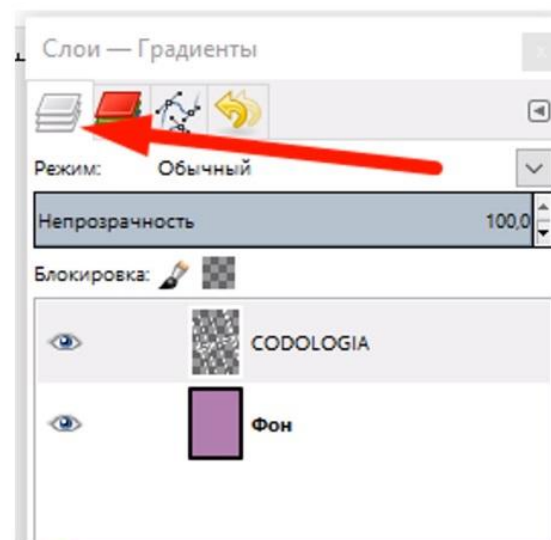 Слои — Градиенты
Режим: Обычный
Непрозрачность 100,0
Блокировка:
CODOLOGIA
Фон